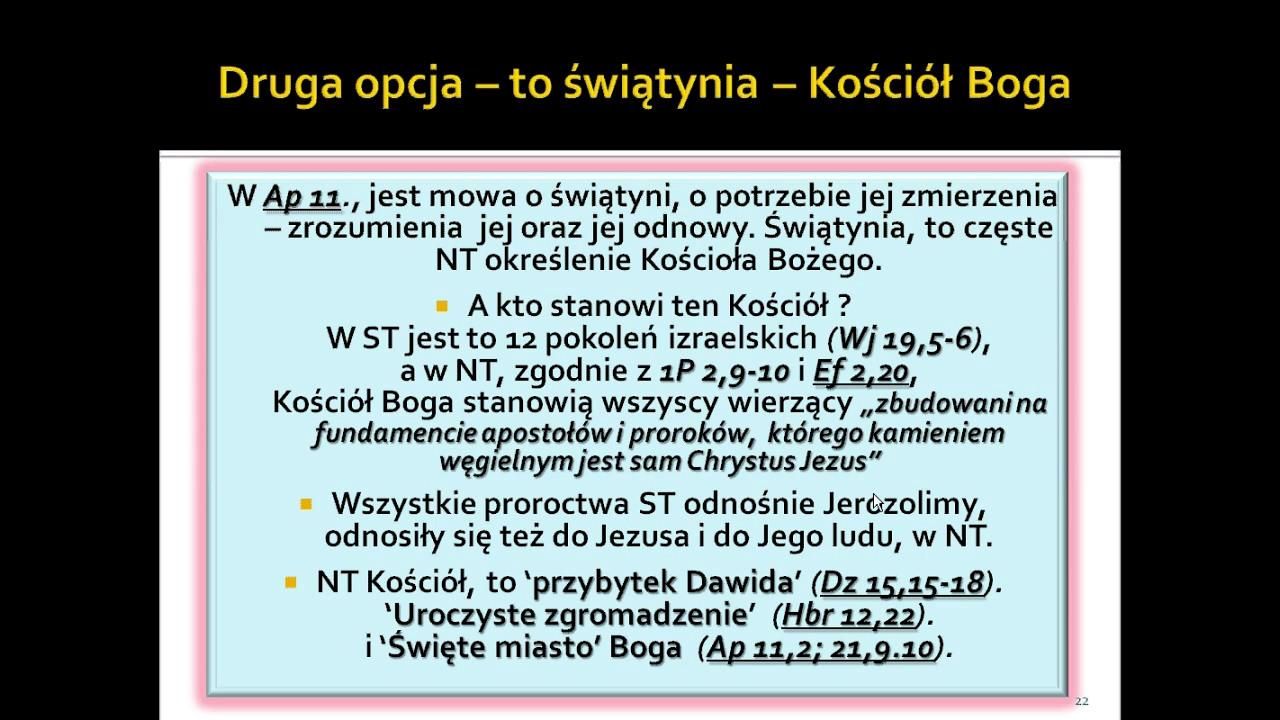 Druga opcja – to świątynia – Kościół Boga
W Ap 11., jest mowa o świątyni, o potrzebie jej zmierzenia
– zrozumienia jej oraz jej odnowy. Świątynia, to częste
NT określenie Kościoła Bożego.
▪ A kto stanowi ten Kościół ?
W ST jest to 12 pokoleń izraelskich (Wj 19,5-6),
a w NT, zgodnie z 1P 2,9-10 i Ef 2,20,
Kościół Boga stanowią wszyscy wierzący „zbudowani na
fundamencie apostołów i proroków, którego kamieniem
węgielnym jest sam Chrystus Jezus”
▪ Wszystkie proroctwa ST odnośnie Jerozolimy,
odnosiły się też do Jezusa i do Jego ludu, w NT.
▪ NT Kościół, to ‘przybytek Dawida’ (Dz 15,15-18).
‘Uroczyste zgromadzenie’ (Hbr 12,22).
i ‘Święte miasto’ Boga (Ap 11,2; 21,9.10).
22